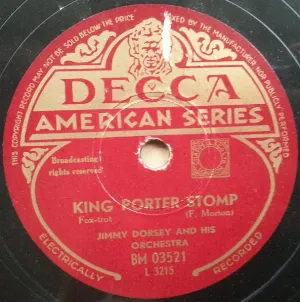 THIS COPYRIGHT RECORD MAY NOT BE SOLD BELOW THE PRICE FIXED BY THE MANUFACTURER NOR PUBLICLY PERFORMED
DECCA
AMERICAN SERIES
Broadcasting
rights reserved
KING PORTER STOMP
Fox-trot (F. Morton)
JIMMY DORSEY AND HIS
ORCHESTRA
BM 03521
L 3215
ELECTRICALLY RECORDED